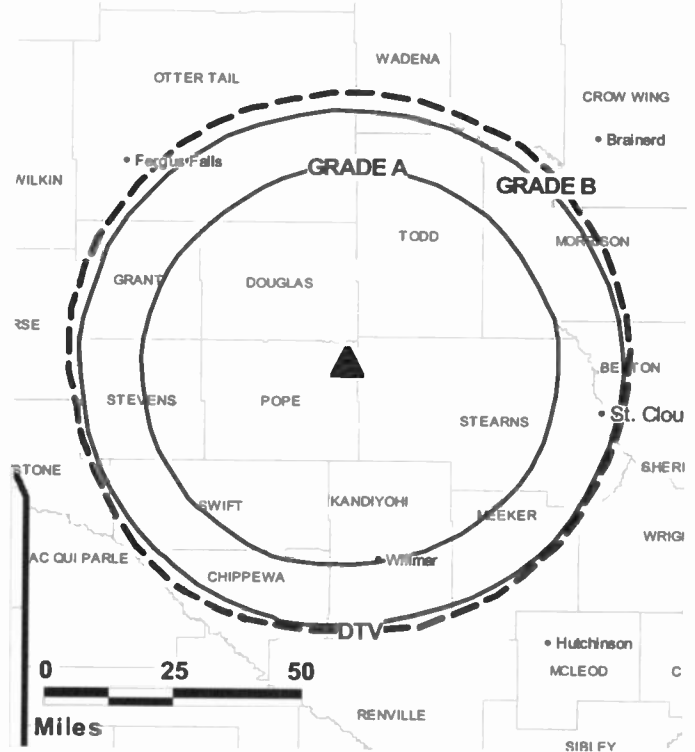 WADENA
OTTER TAIL
CROW WING
Brainerd
Fergus Falls
GRADE A
WILKIN
GRADE B
TODD
MORRISON
GRANT
DOUGLAS
RSE
BENTON
STEVENS
POPE
St. Clou
STEARNS
STONE
SHERI
SWIFT
KANDIYOHI
MEEKER
WRIG
AC QUI PARLE
Willmar
CHIPPEWA
DTV
Hutchinson
0 25 50
MCLEOD
C
RENVILLE
Miles
SIBLEY